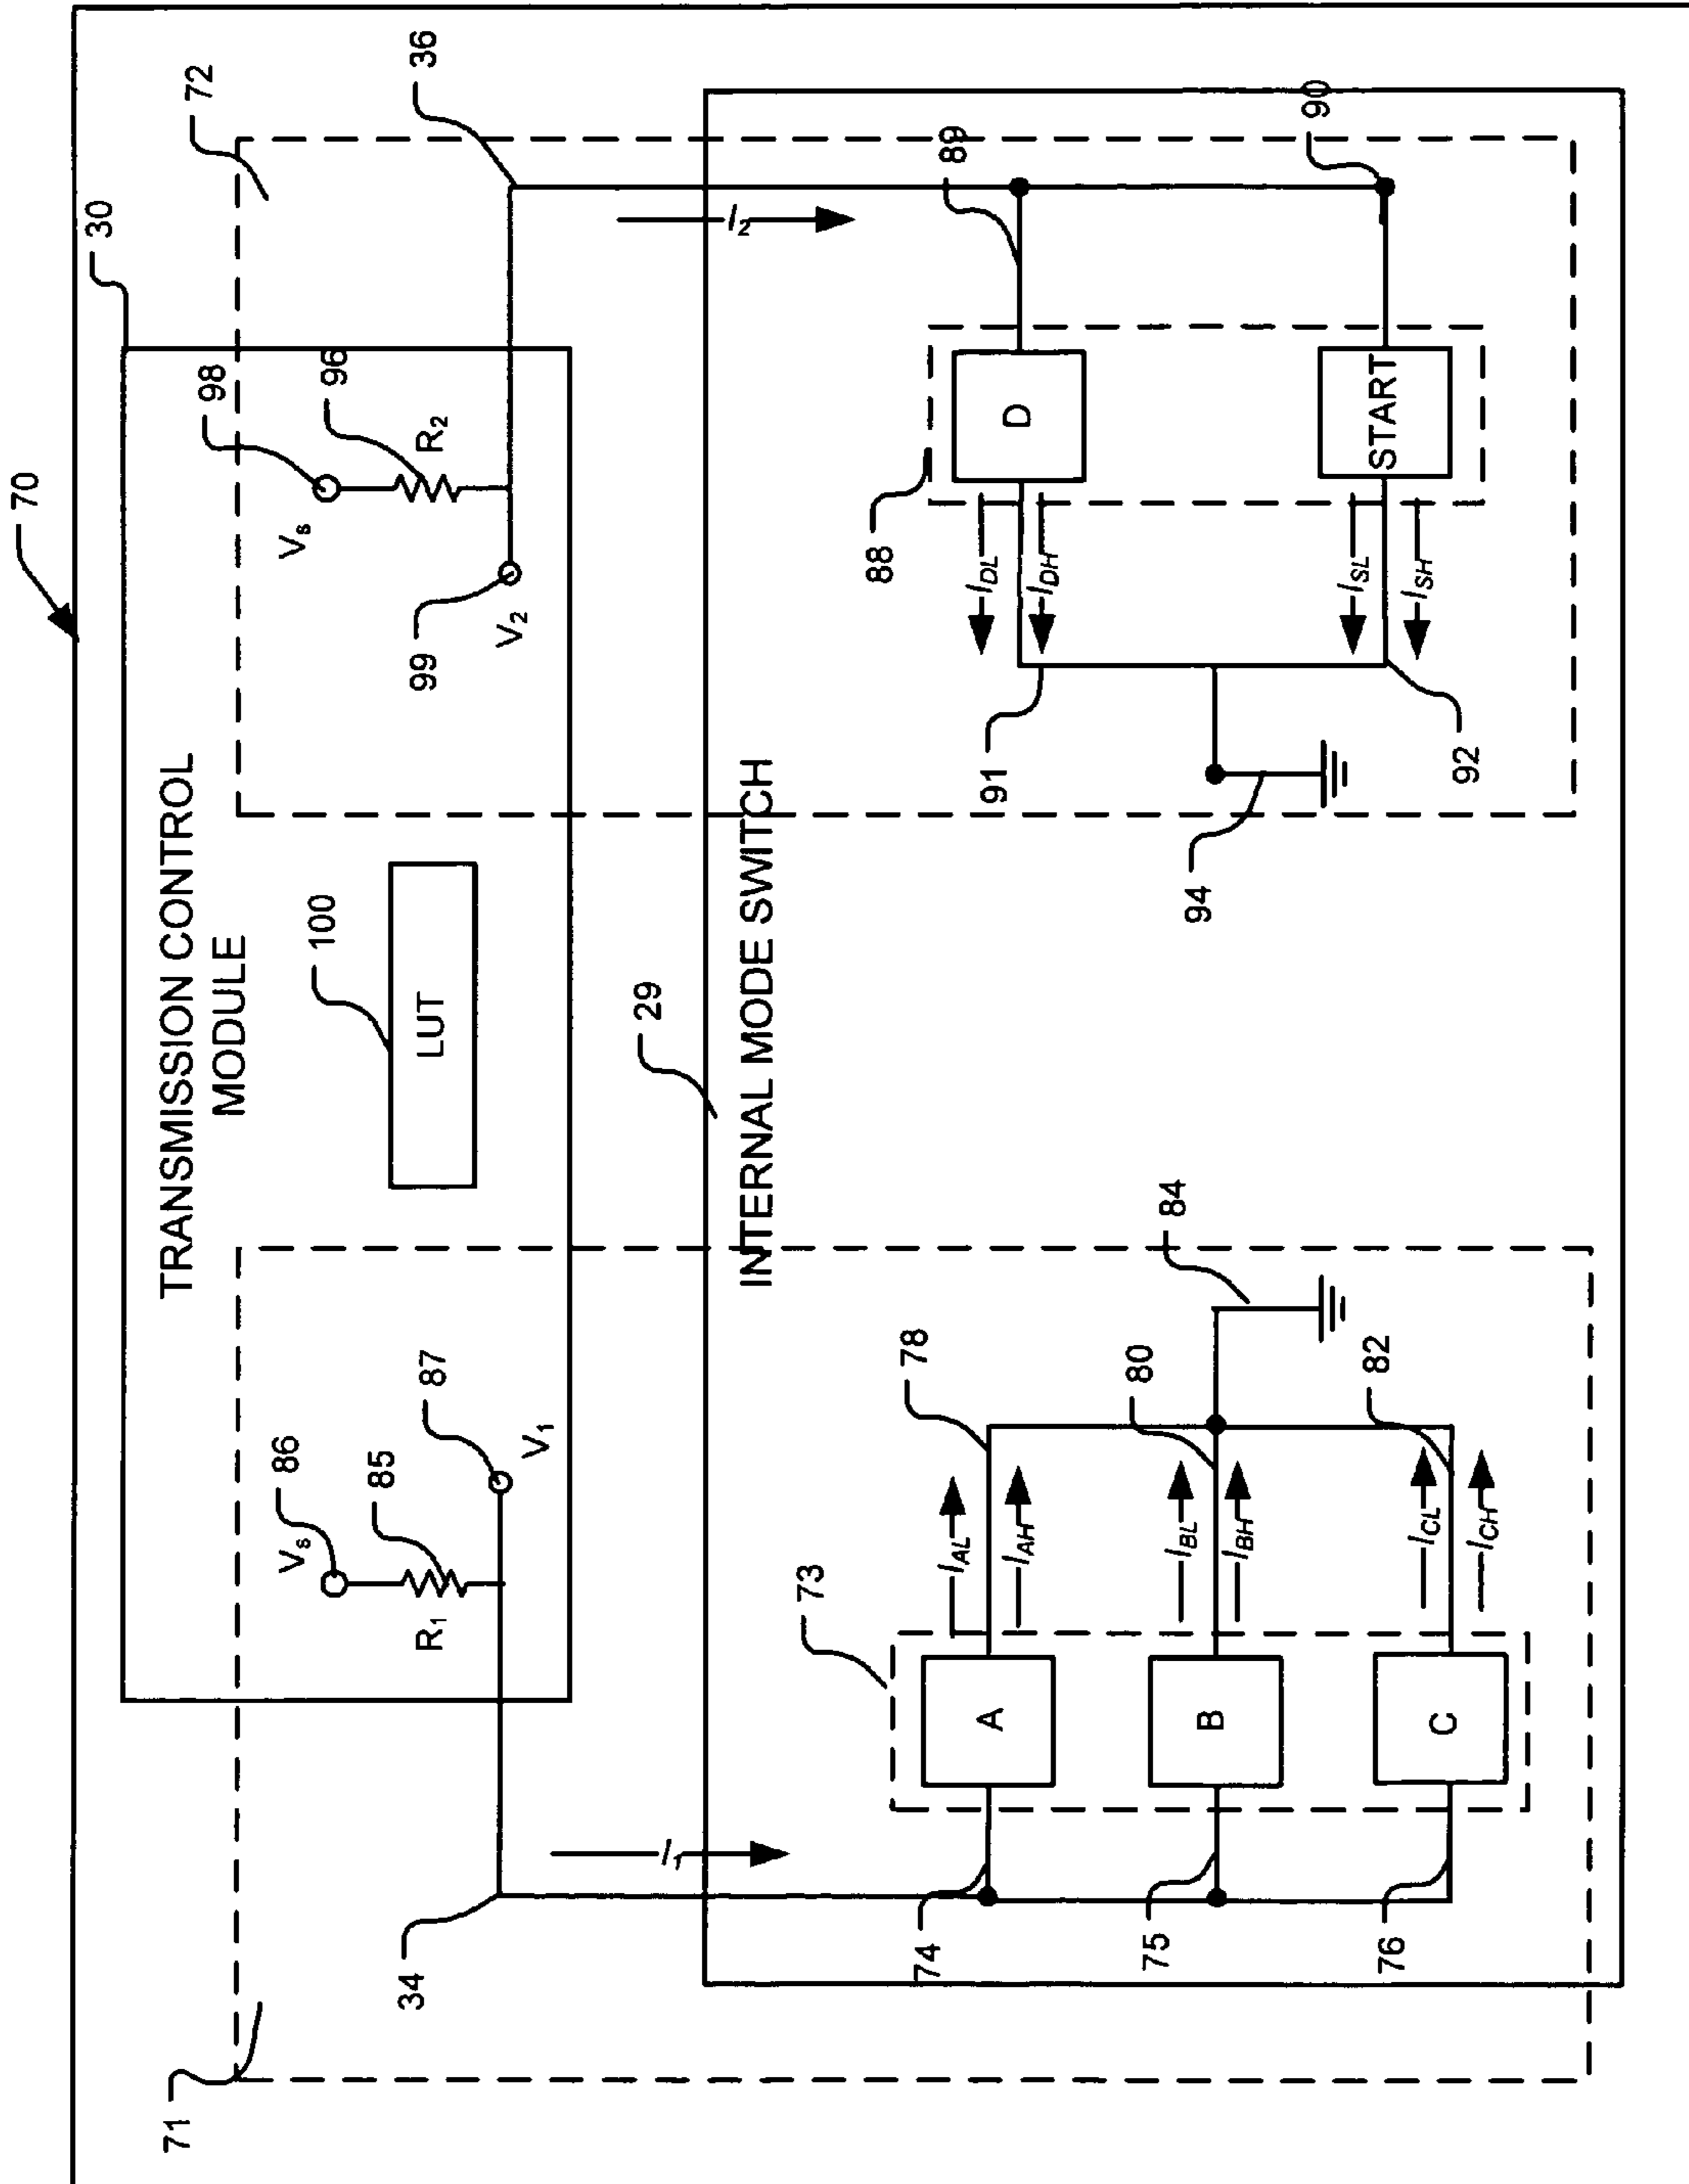 70
30
72
36
TRANSMISSION CONTROL
MODULE
100
LUT
86
Vs
85
R1
87
V1
98
Vs
96
R2
99
V2
71
34
I1
I2
29
INTERNAL MODE SWITCH
73
74
75
76
A
B
C
IAL
IAH
IBL
IBH
ICL
ICH
78
80
82
84
88
89
90
D
START
IDL
IDH
ISL
ISH
91
92
94